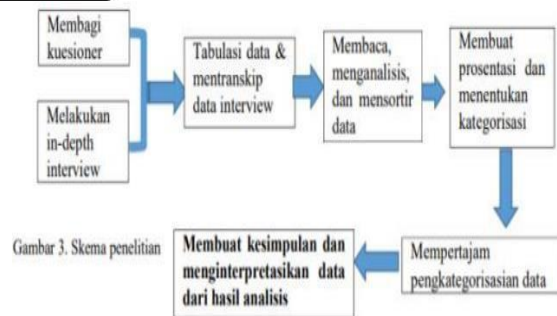 Membagi
kuesioner
Melakukan
in-depth
interview
Tabulasi data &
mentranskip
data interview
Membaca,
menganalisis,
dan mensortir
data
Membuat
prosentasi dan
menentukan
kategorisasi
Mempertajam
pengkategorisasian data
Membuat kesimpulan dan
menginterpretasikan data
dari hasil analisis
Gambar 3. Skema penelitian